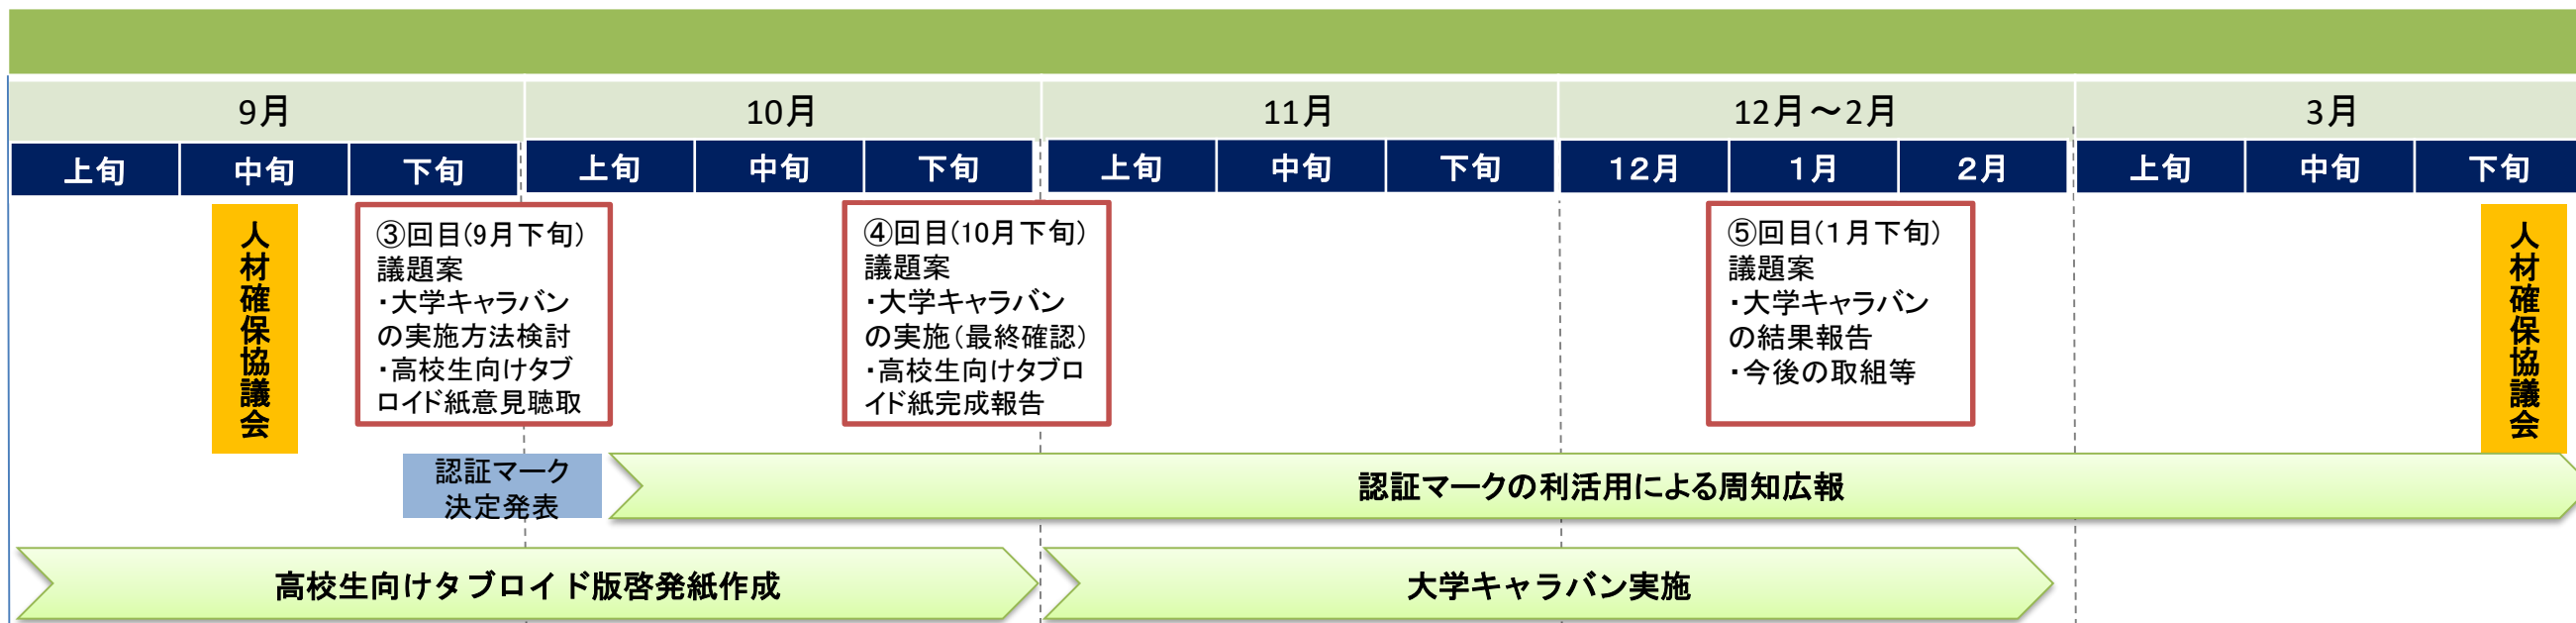 9月
10月
11月
12月～2月
3月
上旬
中旬
下旬
上旬
中旬
下旬
上旬
中旬
下旬
12月
1月
2月
上旬
中旬
下旬
人材確保協議会
③回目(9月下旬)
議題案
・大学キャラバン
の実施方法検討
・高校生向けタブ
ロイド紙意見聴取
④回目(10月下旬)
議題案
・大学キャラバン
の実施（最終確認）
・高校生向けタブロ
イド紙完成報告
⑤回目(1月下旬)
議題案
・大学キャラバン
の結果報告
・今後の取組等
人材確保協議会
認証マーク
決定発表
認証マークの利活用による周知広報
高校生向けタブロイド版啓発紙作成
大学キャラバン実施